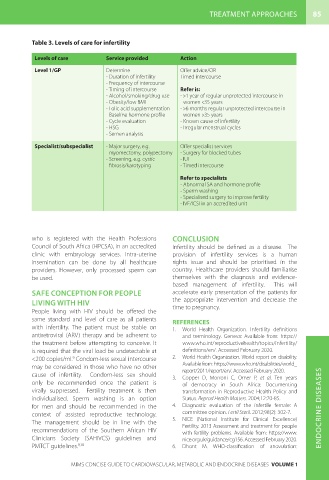 TREATMENT APPROACHES 83
Table 3. Levels of care for infertility
Levels of care Service provided Action
Level 1/GP Determine Offer advice/OR
- Duration of infertility Timed intercourse
- Frequency of intercourse
- Timing of intercourse Refer is:
- Alcohol/smoking/drug use - >1 year of regular unprotected intercourse in
- Obesity/low BMI women <35 years
- Folic acid supplementation - >6 months regular unprotected intercourse in
Baseline hormone profile women ≥35 years
- Cycle evaluation - Known cause of infertility
- HSG - Irregular menstrual cycles
- Semen analysis
Specialist/subspecialist - Major surgery, e.g. Offer specialist services
myomectomy, polypectomy - Surgery for blocked tubes
- Screening, e.g. cystic - IUI
fibrosis/karotyping - Timed intercourse
Refer to specialists
- Abnormal SA and hormone profile
- Sperm washing
- Specialised surgery to improve fertility
- IVF/ICSI in an accredited unit
who is registered with the Health Professions
Council of South Africa (HPCSA), in an accredited
clinic with embryology services. Intra-uterine
insemination can be done by all healthcare
providers. However, only processed sperm can
be used.
SAFE CONCEPTION FOR PEOPLE
LIVING WITH HIV
People living with HIV should be offered the
same standard and level of care as all patients
with infertility. The patient must be stable on
antiretroviral (ARV) therapy and be adherent to
the treatment before attempting to conceive. It
is required that the viral load be undetectable at
<200 copies/ml. Condom-less sexual intercourse
may be considered in those who have no other
cause of infertility. Condom-less sex should
only be recommended once the patient is
virally suppressed. Fertility treatment is then
individualised. Sperm washing is an option
for men and should be recommended in the
context of assisted reproductive technology.
The management should be in line with the
recommendations of the Southern African HIV
Clinicians Society (SAHVCS) guidelines and
PMTCT guidelines.
CONCLUSION
Infertility should be defined as a disease. The
provision of infertility services is a human
rights issue and should be prioritised in the
country. Healthcare providers should familiarise
themselves with the diagnosis and evidence-
based management of infertility. This will
accelerate early presentation of the patients for
the appropriate intervention and decrease the
time to pregnancy.
REFERENCES
1. World Health Organization. Infertility definitions
and terminology. Geneva: Available from: https://
www.who.int/reproductivehealth/topics/infertility/
definitions/en/. Accessed February 2020.
2. World Health Organization. World report on disability.
Available from: https://www.who.int/disabilities/world_
report/2011/report/en/. Accessed February 2020.
3. Cooper D, Morroni C, Orner P, et al. Ten years
of democracy in South Africa: Documenting
transformation in Reproductive Health Policy and
Status. Reprod Health Matters. 2004;12:70-85.
4. Diagnostic evaluation of the infertile female: A
committee opinion. Fertil Steril. 2012;98(2): 302-7.
5. NICE (National Institute for Clinical Excellence)
Fertility. 2013 Assessment and treatment for people
with fertility problems. Available from: https://www.
nice.org.uk/guidance/cg156. Accessed February 2020.
6. Dhont M. WHO-classification of anovulation:
ENDOCRINE DISEASES
MIMS CONCISE GUIDE TO CARDIOVASCULAR, METABOLIC AND ENDOCRINE DISEASES VOLUME 1